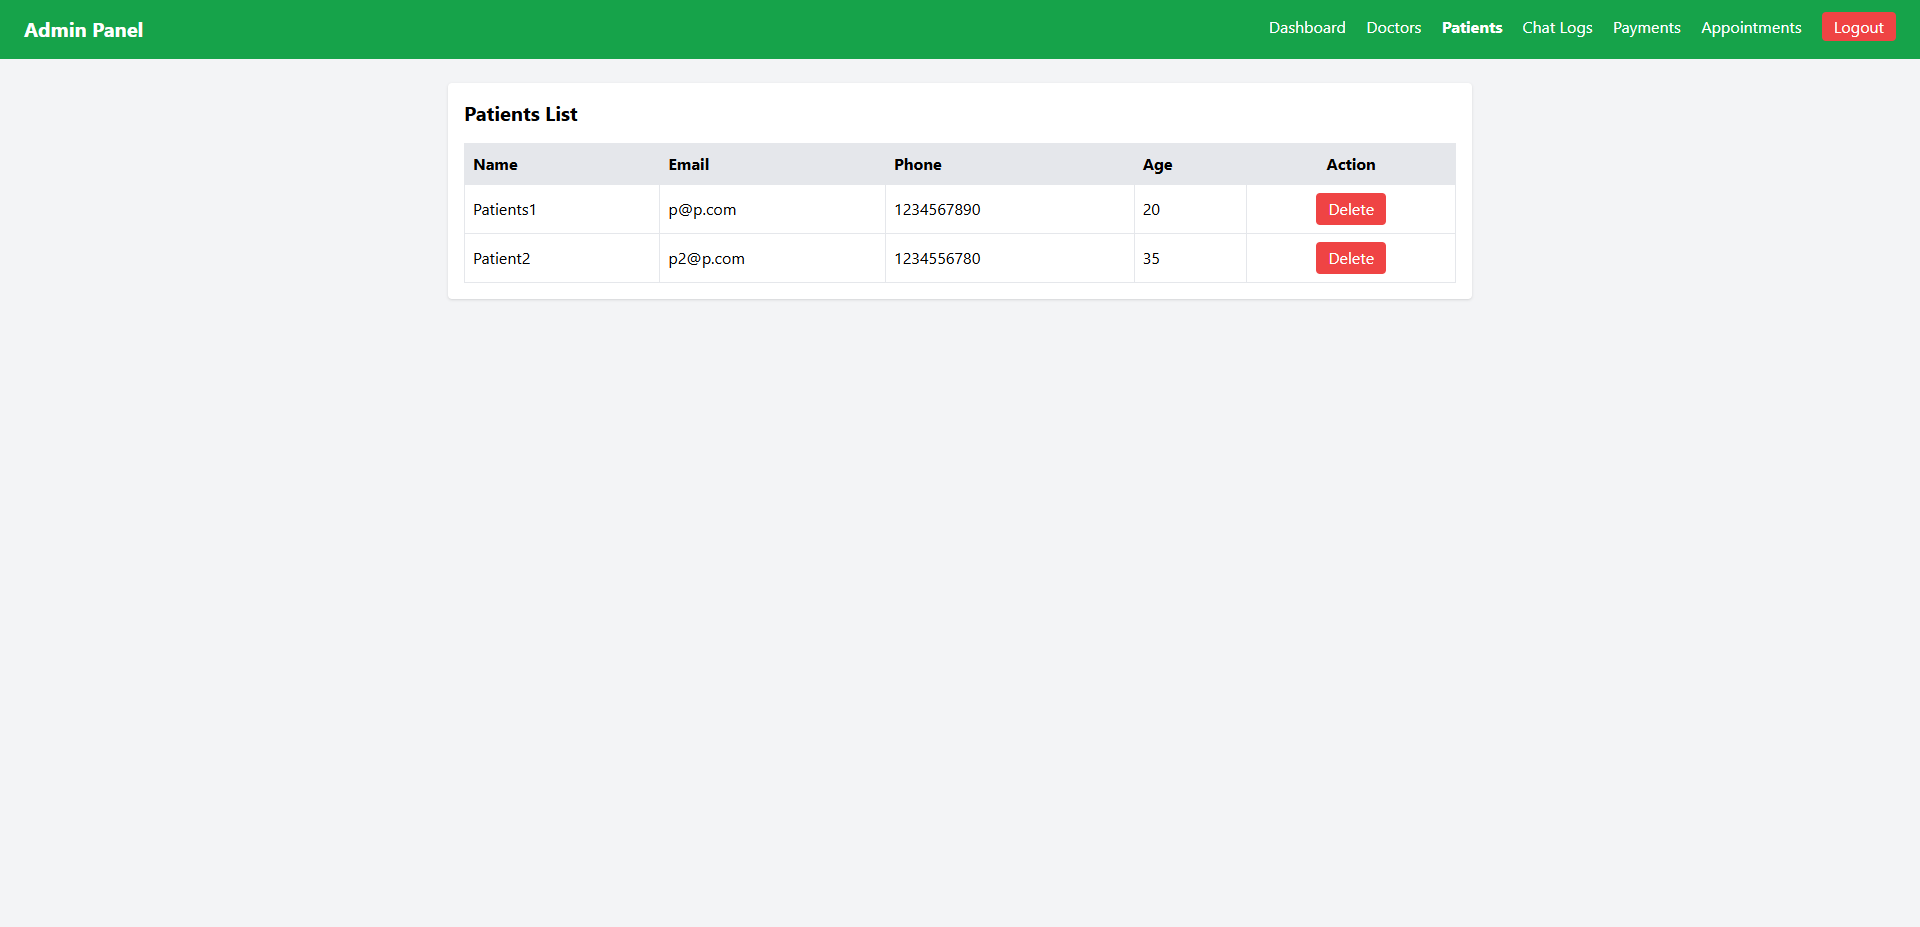 Admin Panel Dashboard Doctors Patients Chat Logs Payments Appointments Logout
Patients List
Name Email Phone Age Action
Patients1 p@p.com 1234567890 20 Delete
Patient2 p2@p.com 1234556780 35 Delete